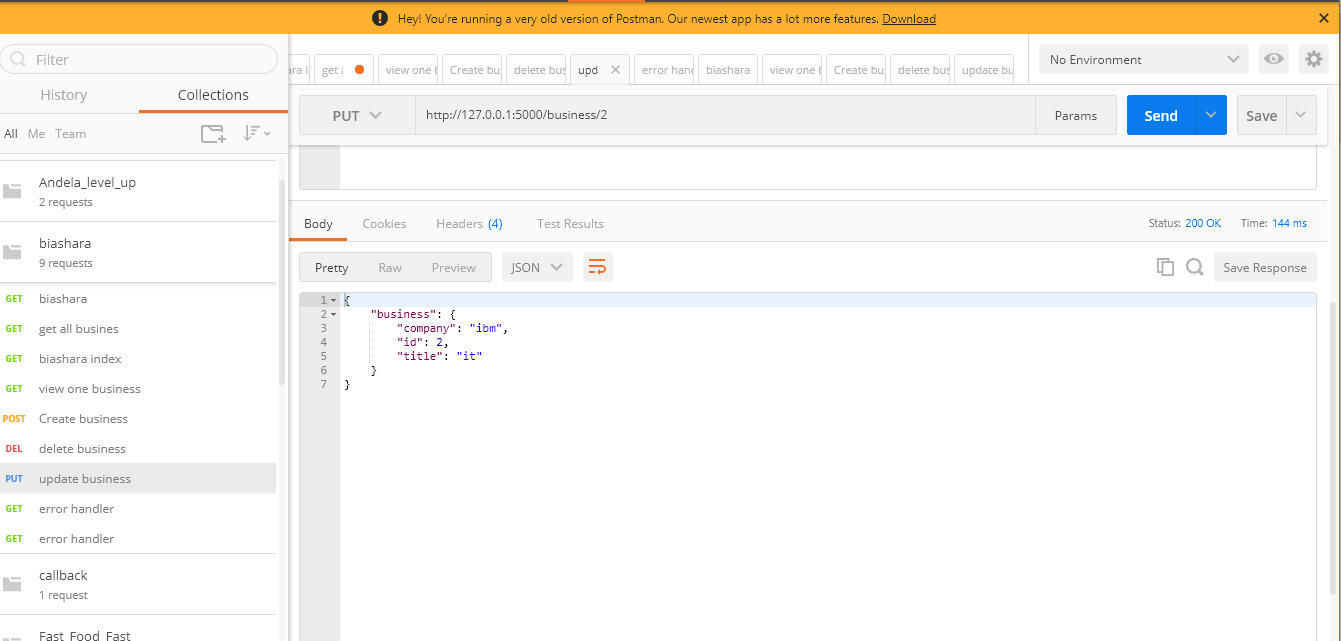 Hey! You're running a very old version of Postman. Our newest app has a lot more features. Download
Filter
History Collections
All Me Team
Andela_level_up
2 requests
biashara
9 requests
GET biashara
GET get all busines
GET biashara index
GET view one business
POST Create business
DEL delete business
PUT update business
GET error handler
GET error handler
callback
1 request
Fast_Food_Fast
ara i get a view one b Create bus delete bus upd error hand biashara view one b Create bus delete bus update bu
No Environment
PUT http://127.0.0.1:5000/business/2 Params Send Save
Body Cookies Headers (4) Test Results Status: 200 OK Time: 144 ms
Pretty Raw Preview JSON Save Response
1 {
2 "business": {
3 "company": "ibm",
4 "id": 2,
5 "title": "it"
6 }
7 }